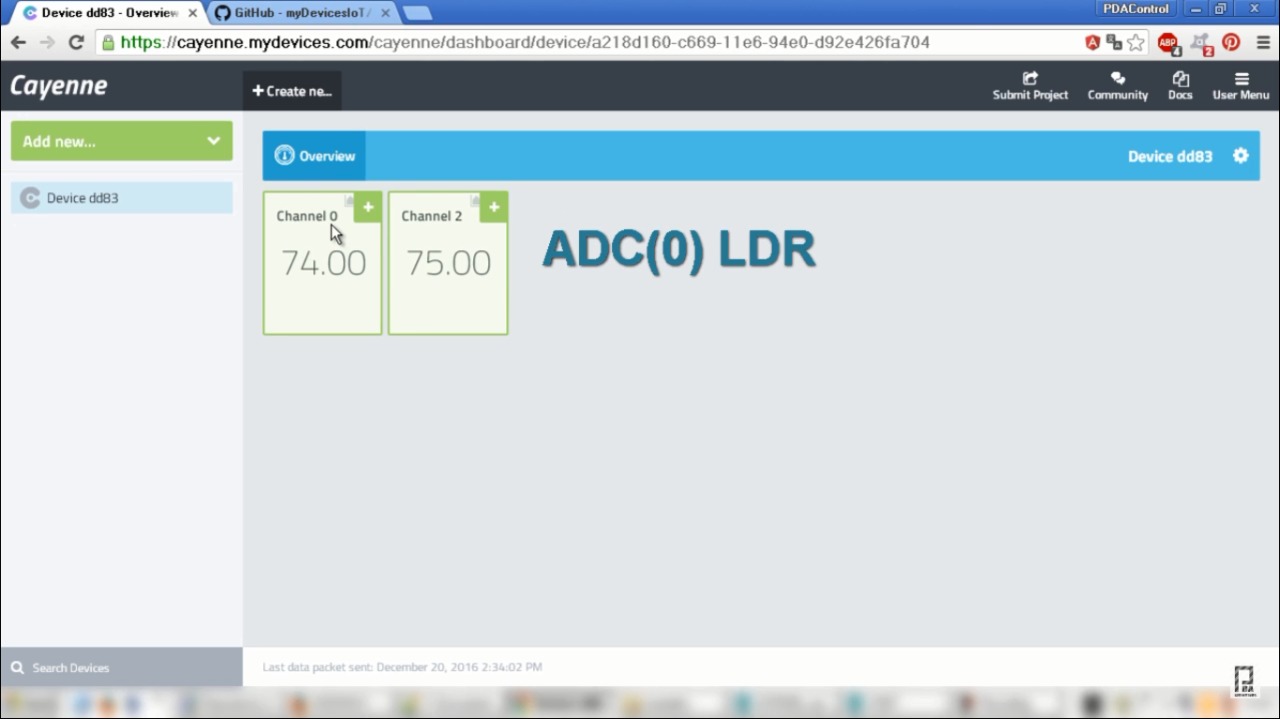 Device dd83 - Overview
GitHub - myDevicesIoT/
PDAControl
https://cayenne.mydevices.com/cayenne/dashboard/device/a218d160-c669-11e6-94e0-d92e426fa704
ABP
4
2
Cayenne
+ Create ne...
Submit Project
Community
Docs
User Menu
Add new...
Overview
Device dd83
Device dd83
Channel 0
+
Channel 2
+
74.00
75.00
ADC(0) LDR
Search Devices
Last data packet sent: December 20, 2016 2:34:02 PM